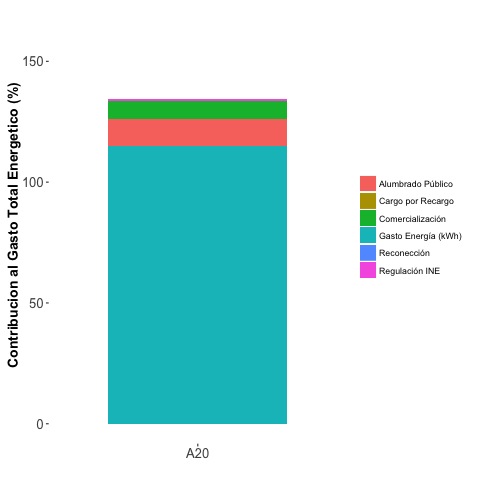 Contribucion al Gasto Total Energetico (%)
150
100
50
0
A20
Alumbrado Público
Cargo por Recargo
Comercialización
Gasto Energía (kWh)
Reconección
Regulación INE